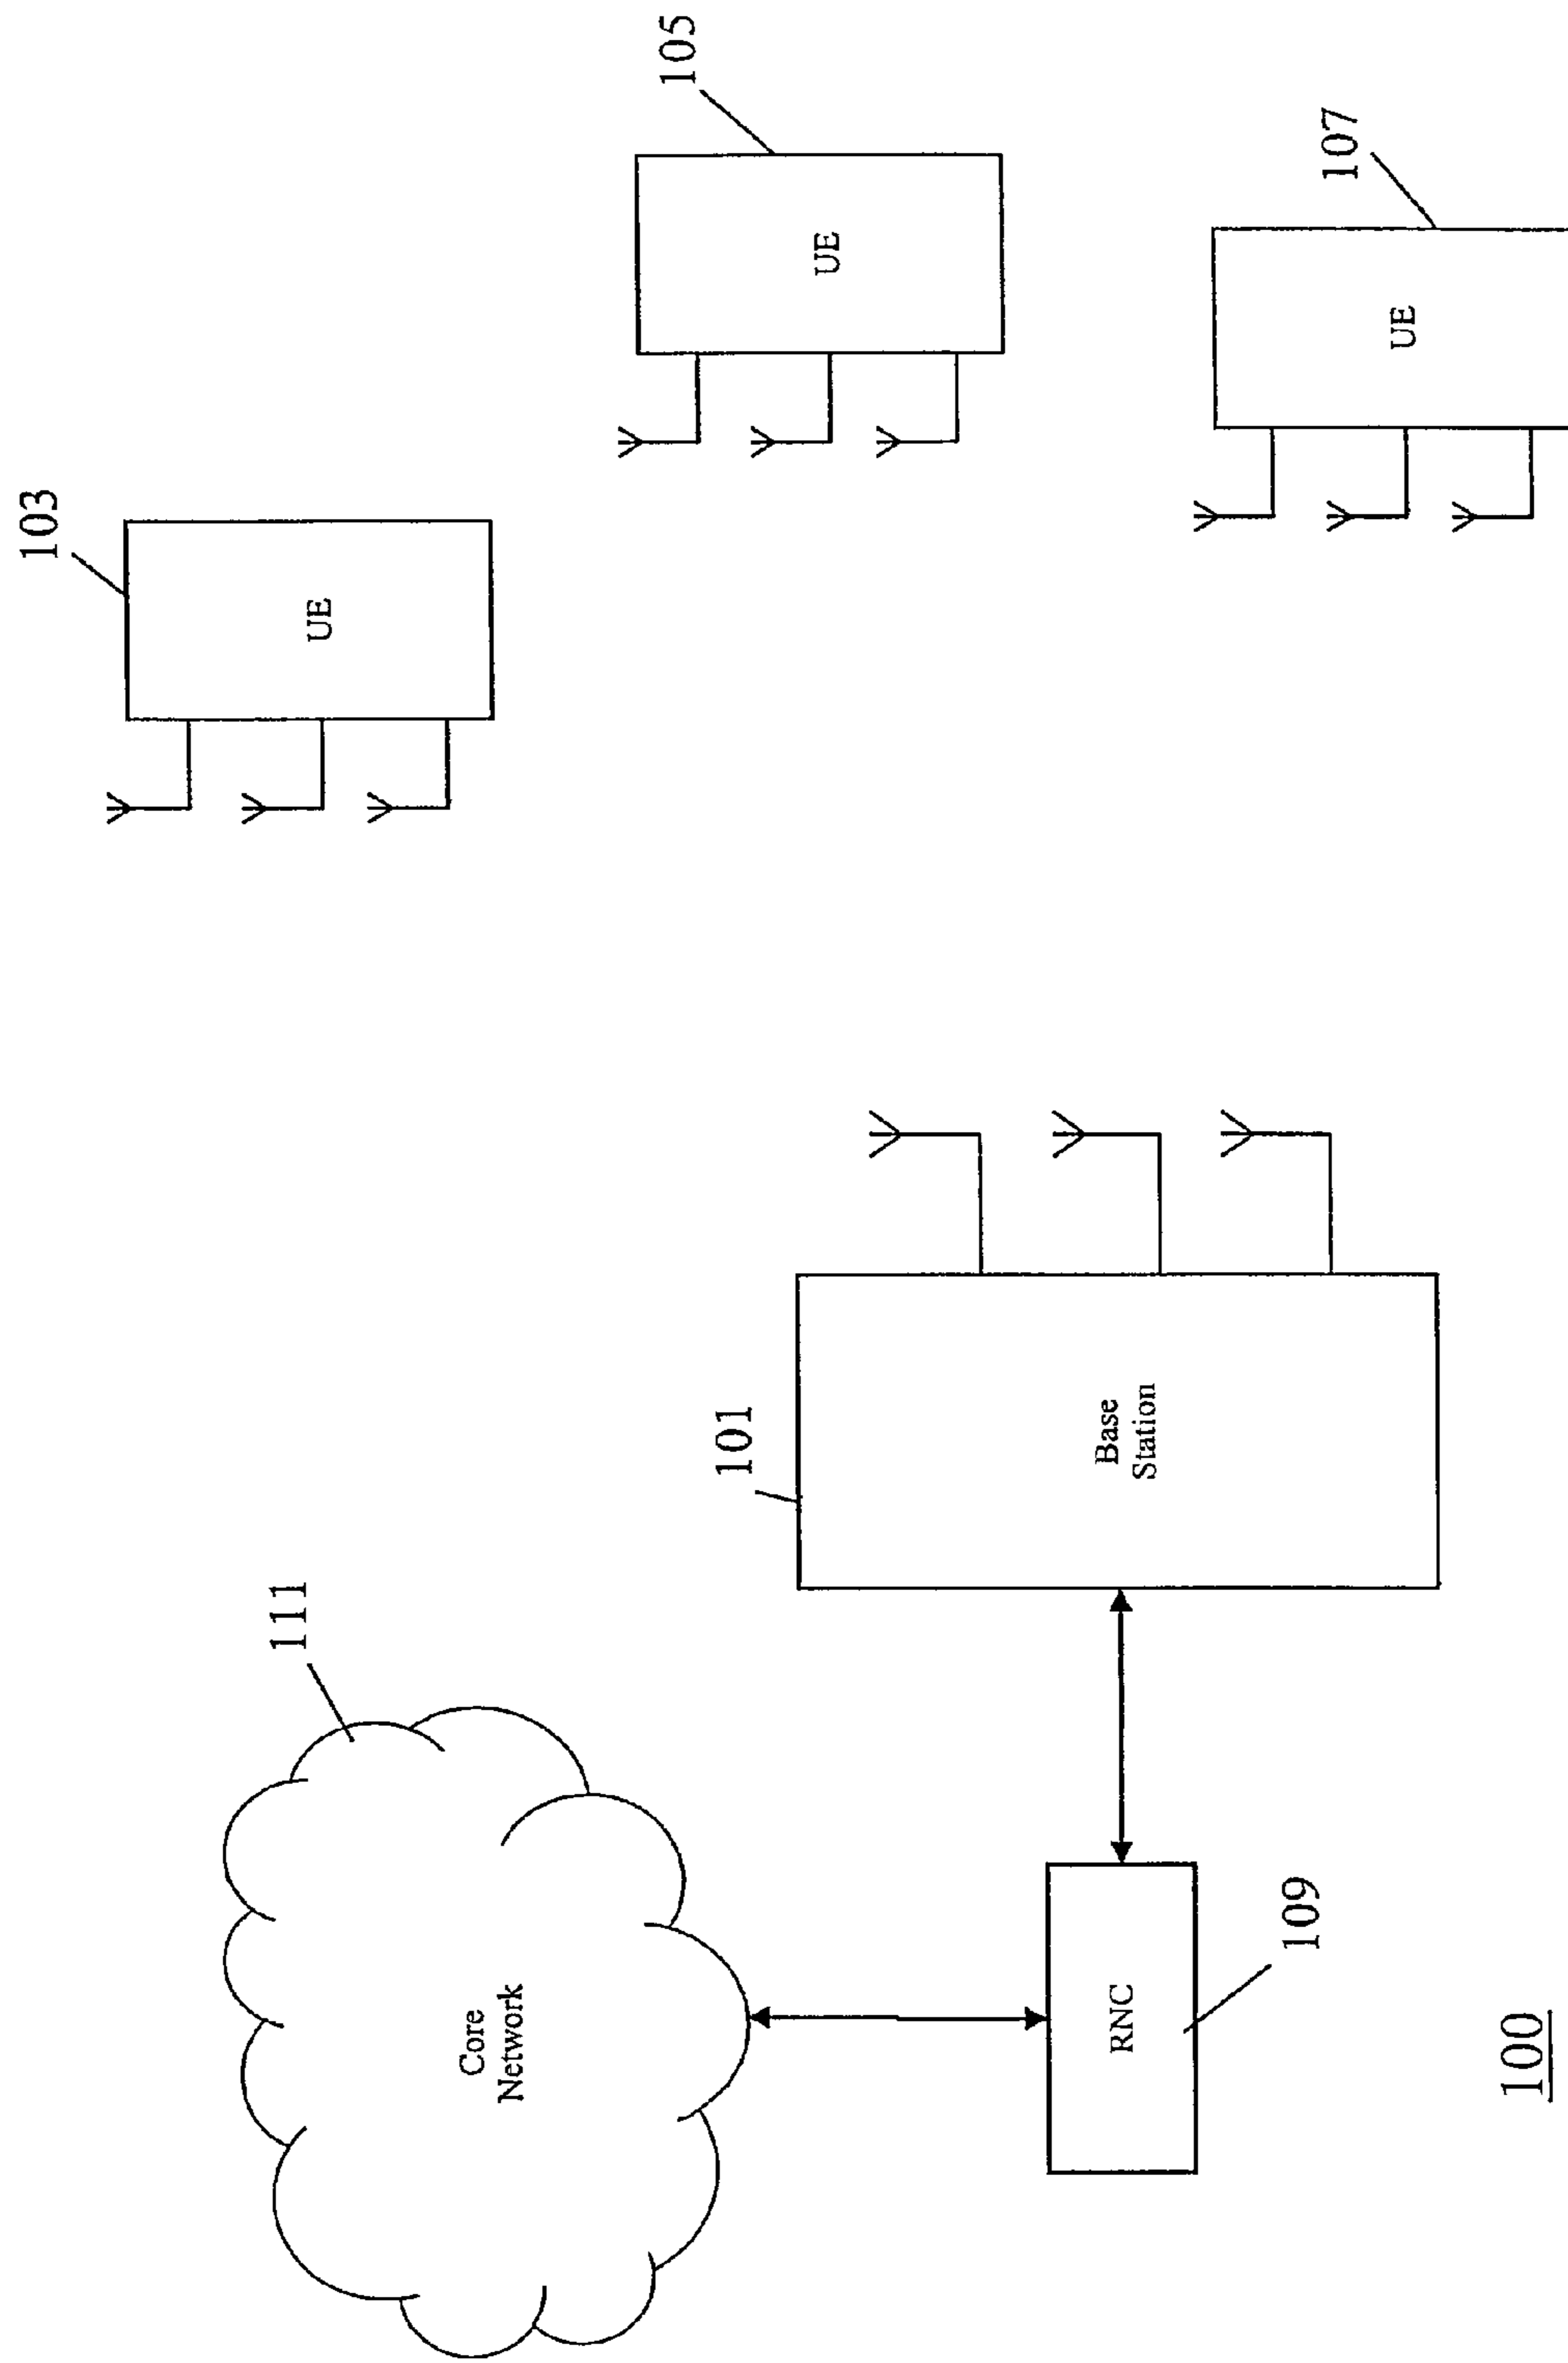 103
UE
105
UE
107
UE
101
Base
Station
111
Core
Network
RNC
109
100